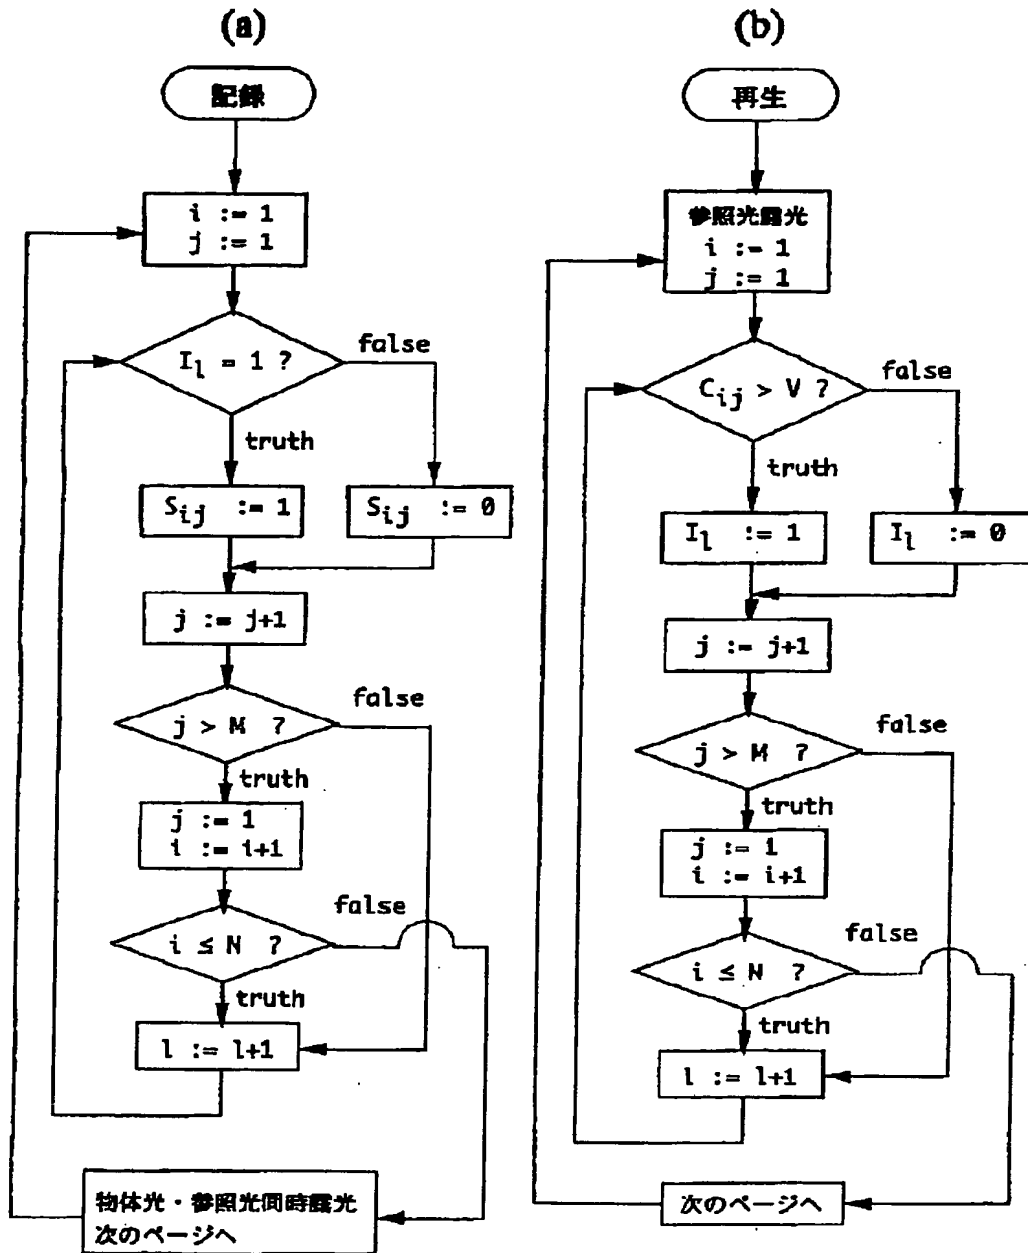 (a)
記録
i := 1
j := 1
I_l = 1 ?
false
truth
S_ij := 1
S_ij := 0
j := j+1
j > M ?
false
truth
j := 1
i := i+1
i ≤ N ?
false
truth
l := l+1
物体光・参照光同時露光
次のページへ
(b)
再生
参照光露光
i := 1
j := 1
C_ij > V ?
false
truth
I_l := 1
I_l := 0
j := j+1
j > M ?
false
truth
j := 1
i := i+1
i ≤ N ?
false
truth
l := l+1
次のページへ